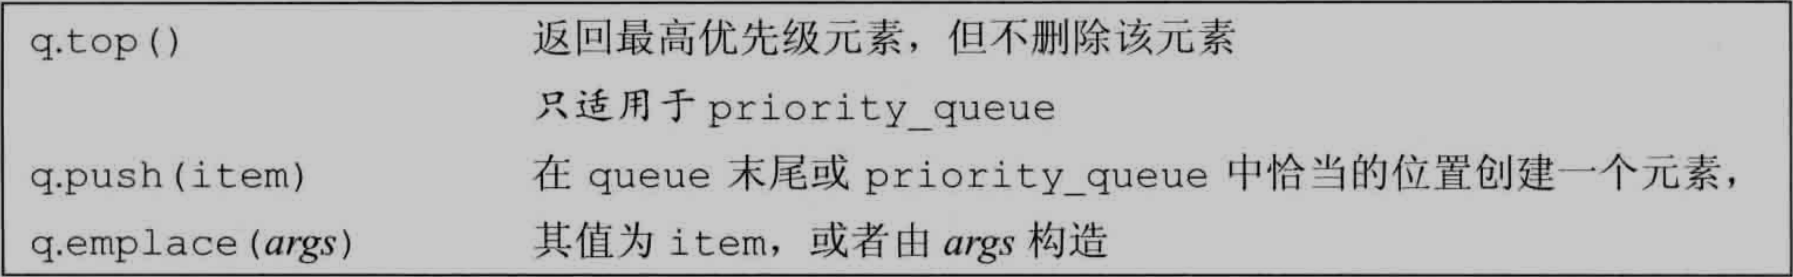 q.top() 返回最高优先级元素，但不删除该元素
只适用于 priority_queue
q.push(item) 在 queue 末尾或 priority_queue 中恰当的位置创建一个元素，
q.emplace(args) 其值为 item，或者由 args 构造